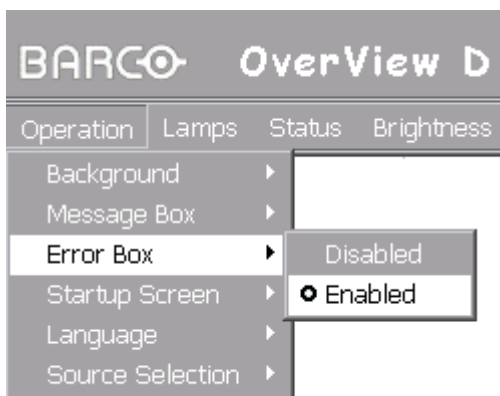 BARCO OverView D
Operation Lamps Status Brightness
Background
Message Box
Error Box
Disabled
Startup Screen
Enabled
Language
Source Selection